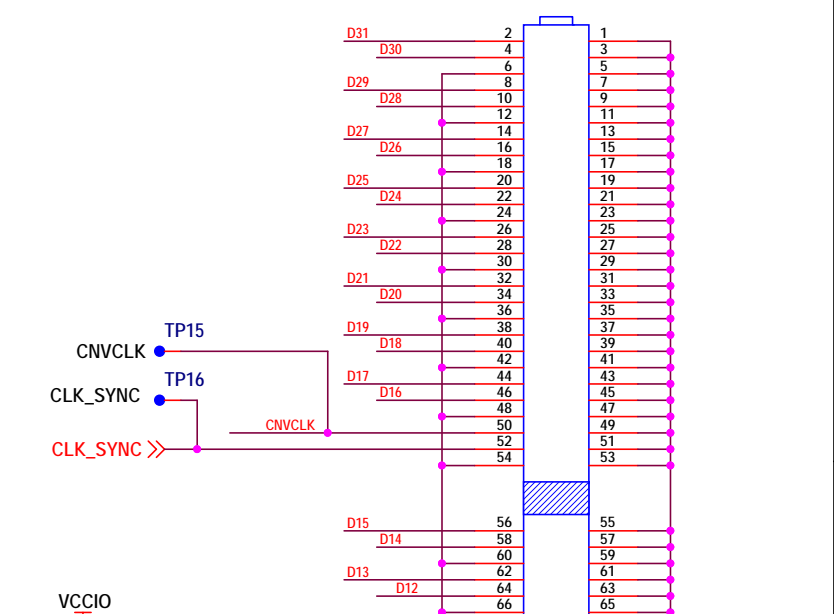 D31 2 1
D30 4 3
6 5
D29 8 7
D28 10 9
12 11
D27 14 13
D26 16 15
18 17
D25 20 19
D24 22 21
24 23
D23 26 25
D22 28 27
30 29
D21 32 31
D20 34 33
36 35
TP15 D19 38 37
CNVCLK D18 40 39
42 41
TP16 D17 44 43
CLK_SYNC D16 46 45
48 47
CNVCLK 50 49
CLK_SYNC 52 51
54 53
D15 56 55
D14 58 57
60 59
D13 62 61
D12 64 63
VCCIO 66 65